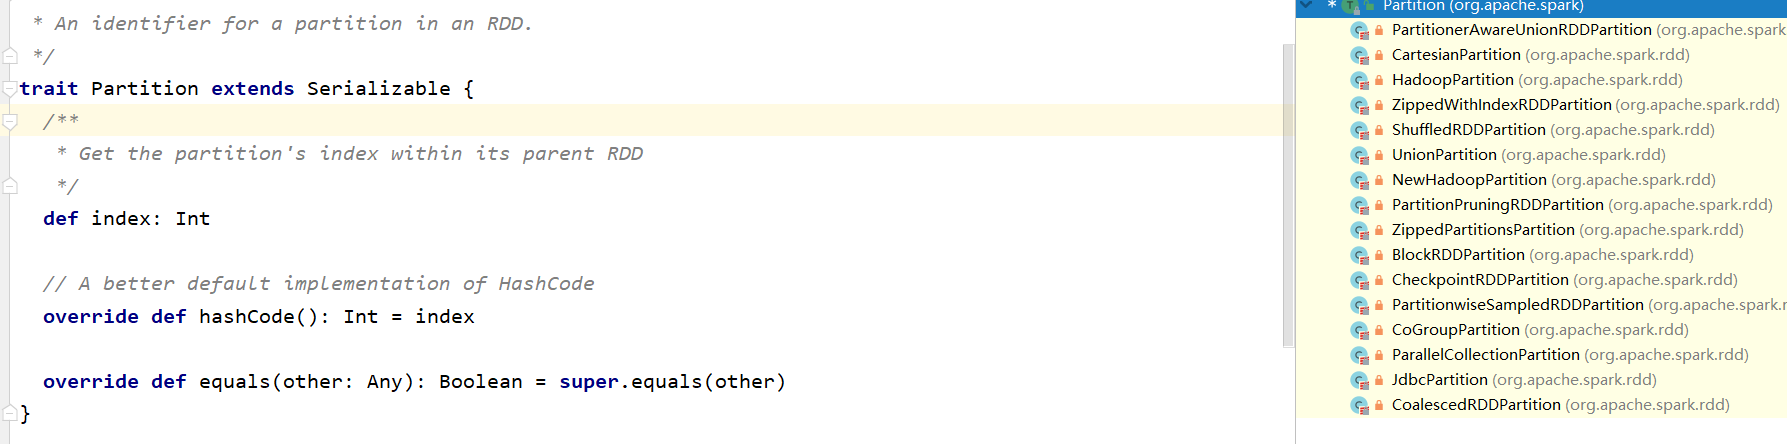 * An identifier for a partition in an RDD.
*/
trait Partition extends Serializable {
/**
* Get the partition's index within its parent RDD
*/
def index: Int
// A better default implementation of HashCode
override def hashCode(): Int = index
override def equals(other: Any): Boolean = super.equals(other)
}
* Partition (org.apache.spark)
PartitionerAwareUnionRDDPartition (org.apache.spark
CartesianPartition (org.apache.spark.rdd)
HadoopPartition (org.apache.spark.rdd)
ZippedWithIndexRDDPartition (org.apache.spark.rdd)
ShuffledRDDPartition (org.apache.spark.rdd)
UnionPartition (org.apache.spark.rdd)
NewHadoopPartition (org.apache.spark.rdd)
PartitionPruningRDDPartition (org.apache.spark.rdd)
ZippedPartitionsPartition (org.apache.spark.rdd)
BlockRDDPartition (org.apache.spark.rdd)
CheckpointRDDPartition (org.apache.spark.rdd)
PartitionwiseSampledRDDPartition (org.apache.spark.r
CoGroupPartition (org.apache.spark.rdd)
ParallelCollectionPartition (org.apache.spark.rdd)
JdbcPartition (org.apache.spark.rdd)
CoalescedRDDPartition (org.apache.spark.rdd)